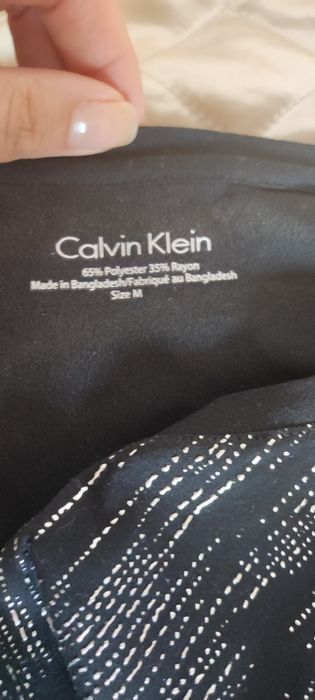 Calvin Klein
65% Polyester 35% Rayon
Made in Bangladesh/Fabriqué au Bangladesh
Size M